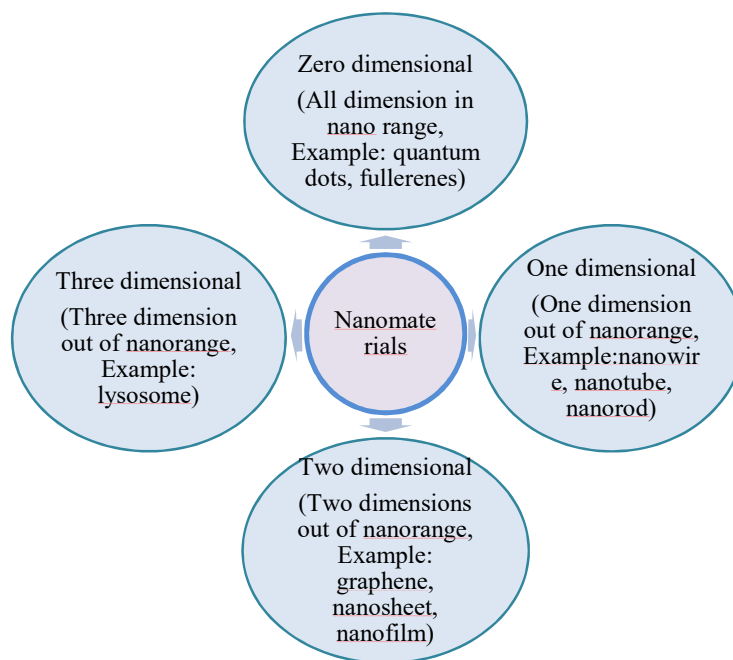 Zero dimensional
(All dimension in
nano range,
Example: quantum
dots, fullerenes)
Three dimensional
(Three dimension
out of nanorange,
Example:
lysosome)
Nanomate
rials
One dimensional
(One dimension
out of nanorange,
Example:nanowir
e, nanotube,
nanorod)
Two dimensional
(Two dimensions
out of nanorange,
Example:
graphene,
nanosheet,
nanofilm)